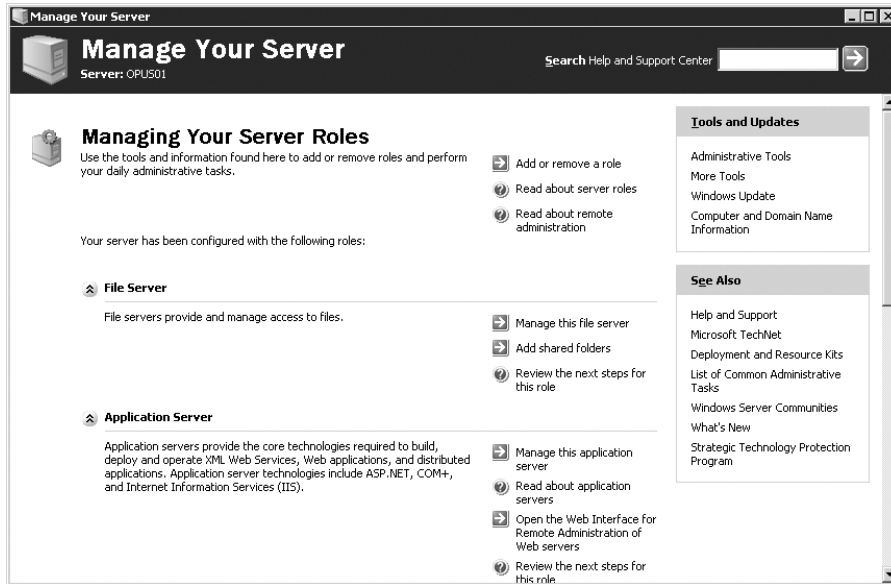 Manage Your Server
Manage Your Server
Server: OPUS01
Search Help and Support Center
Managing Your Server Roles
Use the tools and information found here to add or remove roles and perform
your daily administrative tasks.
Add or remove a role
Read about server roles
Read about remote
administration
Your server has been configured with the following roles:
File Server
File servers provide and manage access to files.
Manage this file server
Add shared folders
Review the next steps for
this role
Application Server
Application servers provide the core technologies required to build,
deploy and operate XML Web Services, Web applications, and distributed
applications. Application server technologies include ASP.NET, COM+,
and Internet Information Services (IIS).
Manage this application
server
Read about application
servers
Open the Web Interface for
Remote Administration of
Web servers
Review the next steps for
this role
Tools and Updates
Administrative Tools
More Tools
Windows Update
Computer and Domain Name
Information
See Also
Help and Support
Microsoft TechNet
Deployment and Resource Kits
List of Common Administrative
Tasks
Windows Server Communities
What's New
Strategic Technology Protection
Program